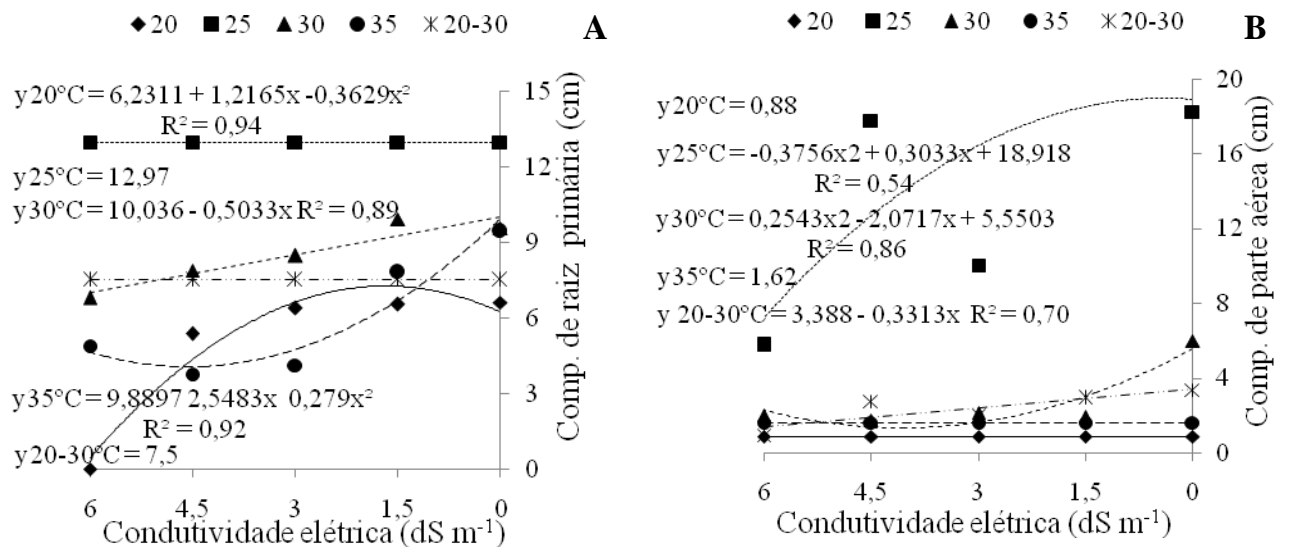 20 25 30 35 20-30 A
y20°C = 6,2311 + 1,2165x -0,3629x²
R² = 0,94
y25°C = 12,97
y30°C = 10,036 - 0,5033x R² = 0,89
y35°C = 9,8897 2,5483x 0,279x²
R² = 0,92
y20-30°C = 7,5
15
12
9
6
3
0
Comp. de raiz primária (cm)
6 4,5 3 1,5 0
Condutividade elétrica (dS m⁻¹)
20 25 30 35 20-30 B
y20°C = 0,88
y25°C = -0,3756x2 + 0,3033x + 18,918
R² = 0,54
y30°C = 0,2543x2 - 2,0717x + 5,5503
R² = 0,86
y35°C = 1,62
y 20-30°C = 3,388 - 0,3313x R² = 0,70
20
16
12
8
4
0
Comp. de parte aérea (cm)
6 4,5 3 1,5 0
Condutividade elétrica (dS m⁻¹)